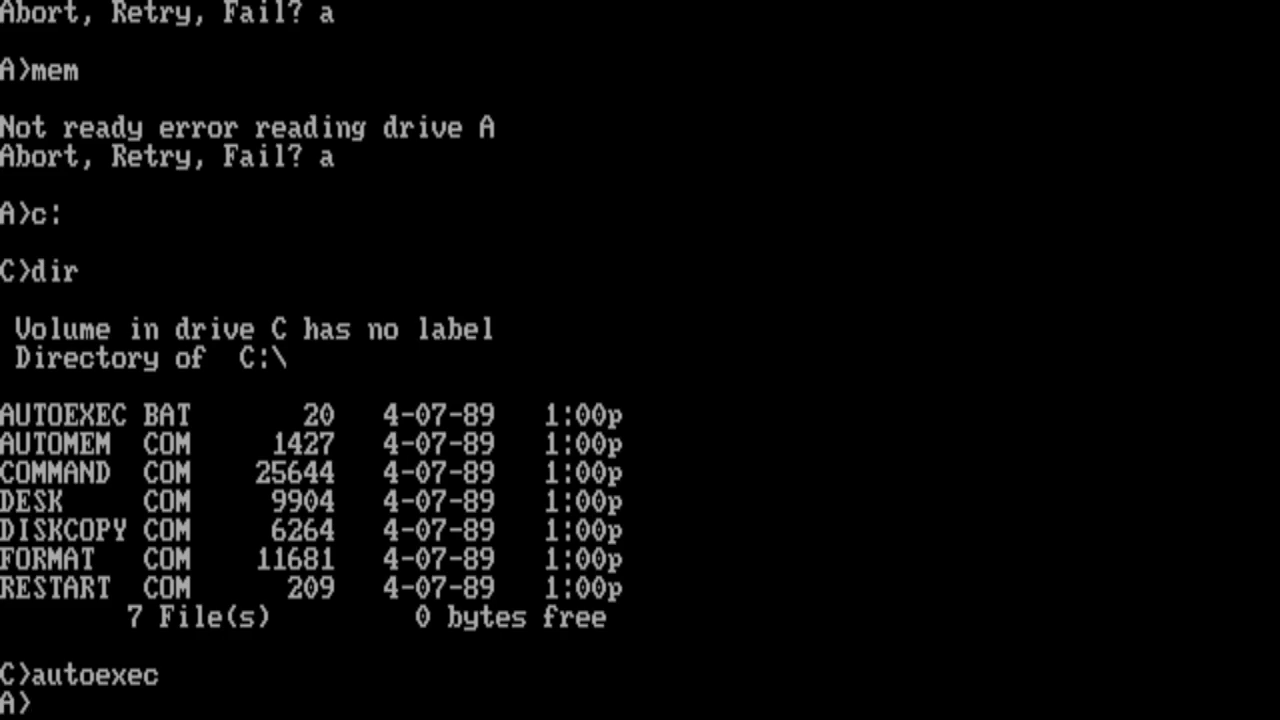 Abort, Retry, Fail? a
A>mem
Not ready error reading drive A
Abort, Retry, Fail? a
A>c:
C>dir
Volume in drive C has no label
Directory of  C:\
AUTOEXEC BAT       20   4-07-89   1:00p
AUTOMEM  COM     1427   4-07-89   1:00p
COMMAND  COM    25644   4-07-89   1:00p
DESK     COM     9904   4-07-89   1:00p
DISKCOPY COM     6264   4-07-89   1:00p
FORMAT   COM    11681   4-07-89   1:00p
RESTART  COM      209   4-07-89   1:00p
7 File(s)         0 bytes free
C>autoexec
A>